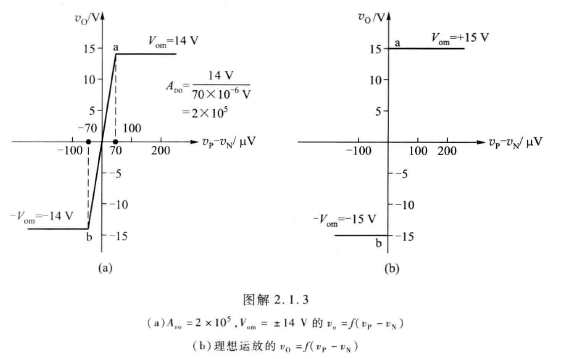 v_O/V
15
a
V_om=14 V
10
A_vo= 14 V / 70×10^-6 V
5
=2×10^5
-70
100
v_P-v_N/ μV
-100
70
200
-5
-10
-V_om=-14 V
b
-15
(a)
v_O/V
15
a
V_om=+15 V
10
5
v_P-v_N/ μV
100
200
-5
-10
-V_om=-15 V
b
-15
(b)
图解 2.1.3
(a)A_vo=2×10^5,V_om= ±14 V 的 v_o=f(v_P-v_N)
(b)理想运放的 v_O=f(v_P-v_N)